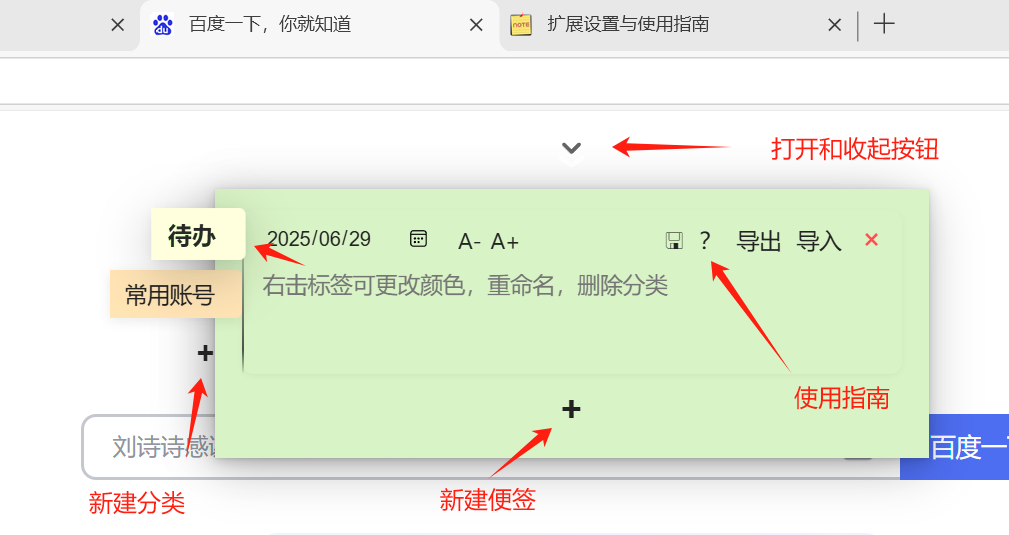 百度一下，你就知道
NOTE
扩展设置与使用指南
打开和收起按钮
待办
2025/06/29
A- A+
?
导出 导入
常用账号
右击标签可更改颜色，重命名，删除分类
使用指南
刘诗诗感
百度一
新建分类
新建便签